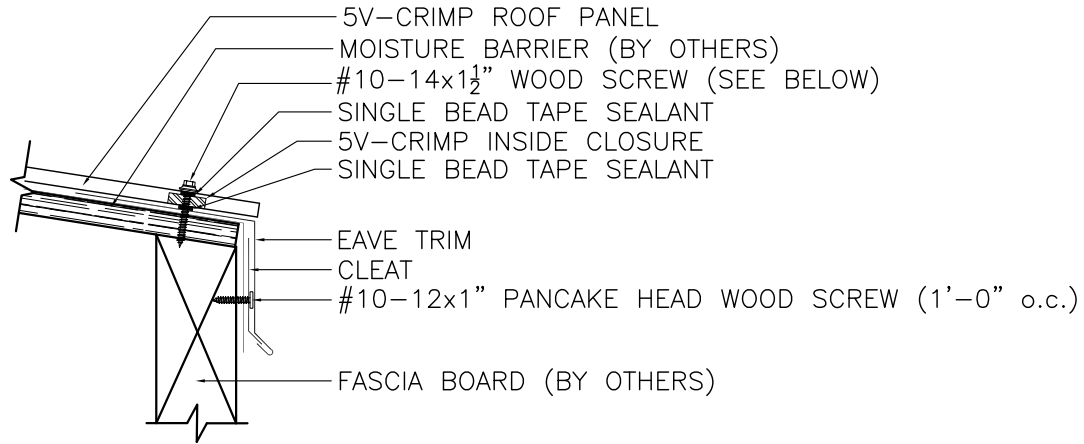 5V-CRIMP ROOF PANEL
MOISTURE BARRIER (BY OTHERS)
#10-14x1½" WOOD SCREW (SEE BELOW)
SINGLE BEAD TAPE SEALANT
5V-CRIMP INSIDE CLOSURE
SINGLE BEAD TAPE SEALANT
EAVE TRIM
CLEAT
#10-12x1" PANCAKE HEAD WOOD SCREW (1'-0" o.c.)
FASCIA BOARD (BY OTHERS)